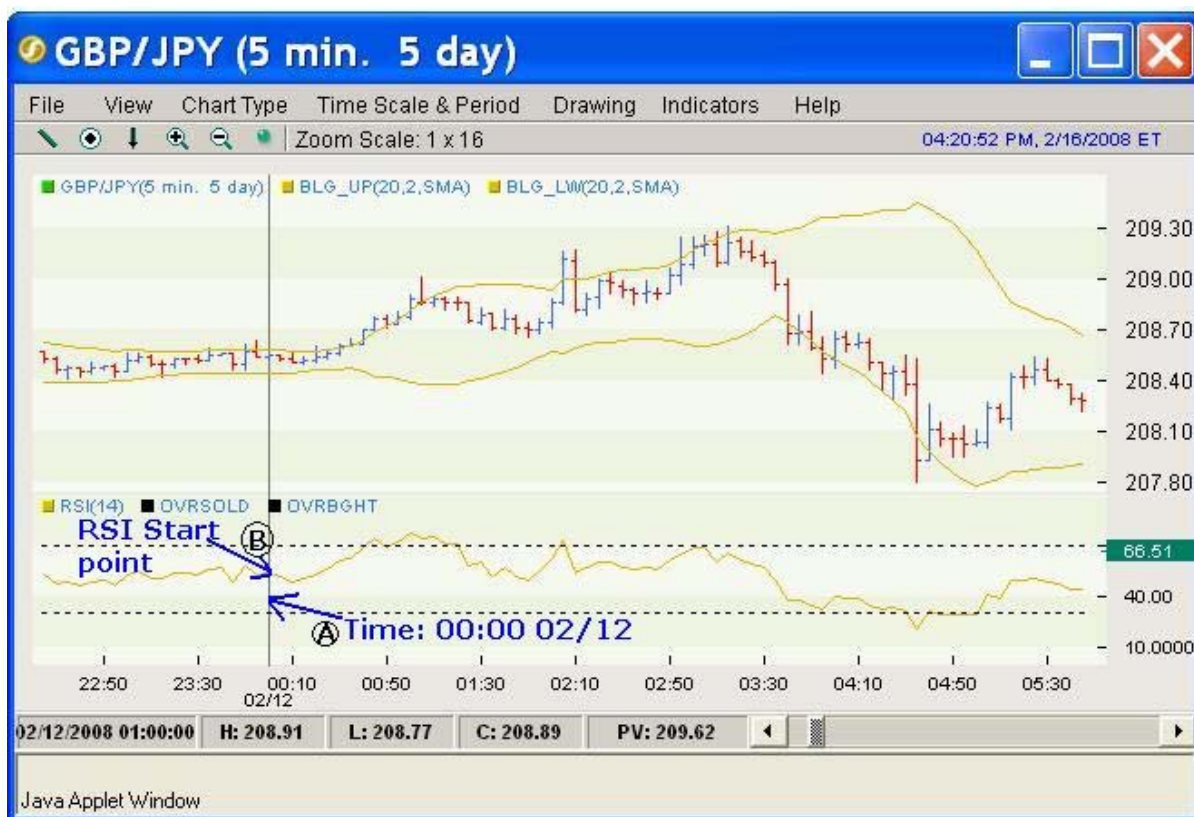 GBP/JPY (5 min.  5 day)
File View Chart Type Time Scale & Period Drawing Indicators Help
Zoom Scale: 1 x 16 04:20:52 PM, 2/16/2008 ET
GBP/JPY(5 min. 5 day) BLG_UP(20,2,SMA) BLG_LW(20,2,SMA)
209.30
209.00
208.70
208.40
208.10
207.80
RSI(14) OVRSOLD OVRBGHT
RSI Start
point
B
66.51
40.00
A Time: 00:00 02/12
10.0000
22:50 23:30 00:10 00:50 01:30 02:10 02:50 03:30 04:10 04:50 05:30
02/12
02/12/2008 01:00:00 H: 208.91 L: 208.77 C: 208.89 PV: 209.62
Java Applet Window